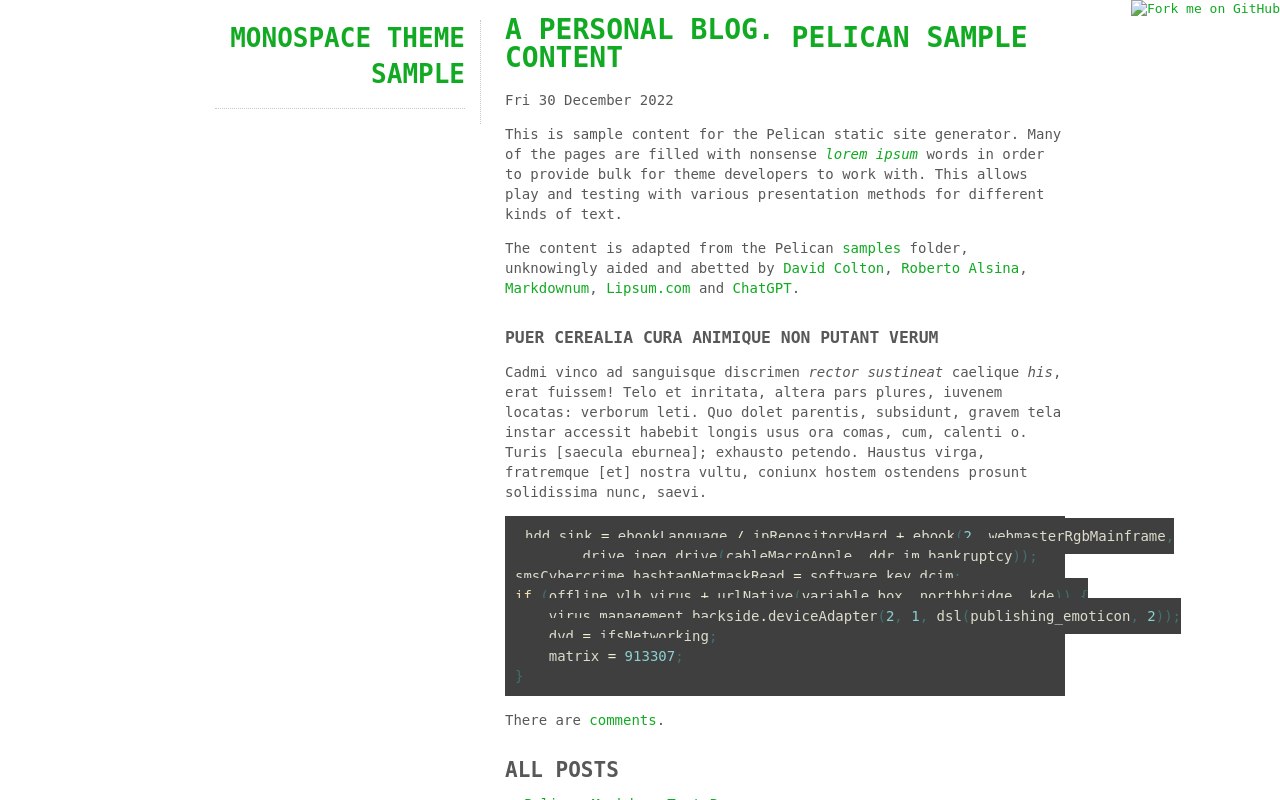 MONOSPACE THEME
SAMPLE
Fork me on GitHub
A PERSONAL BLOG. PELICAN SAMPLE
CONTENT
Fri 30 December 2022
This is sample content for the Pelican static site generator. Many
of the pages are filled with nonsense lorem ipsum words in order
to provide bulk for theme developers to work with. This allows
play and testing with various presentation methods for different
kinds of text.
The content is adapted from the Pelican samples folder,
unknowingly aided and abetted by David Colton, Roberto Alsina,
Markdownum, Lipsum.com and ChatGPT.
PUER CEREALIA CURA ANIMIQUE NON PUTANT VERUM
Cadmi vinco ad sanguisque discrimen rector sustineat caelique his,
erat fuissem! Telo et inritata, altera pars plures, iuvenem
locatas: verborum leti. Quo dolet parentis, subsidunt, gravem tela
instar accessit habebit longis usus ora comas, cum, calenti o.
Turis [saecula eburnea]; exhausto petendo. Haustus virga,
fratremque [et] nostra vultu, coniunx hostem ostendens prosunt
solidissima nunc, saevi.
hdd_sink = ebookLanguage / ipRepositoryHard + ebook(2, webmasterRgbMainframe,
drive_jpeg_drive(cableMacroApple, ddr_im_bankruptcy));
smsCybercrime.hashtagNetmaskRead = software_key_dcim;
if (offline_vlb_virus + urlNative(variable_box, northbridge, kde)) {
virus_management_backside.deviceAdapter(2, 1, dsl(publishing_emoticon, 2));
dvd = ifsNetworking;
matrix = 913307;
}
There are comments.
ALL POSTS